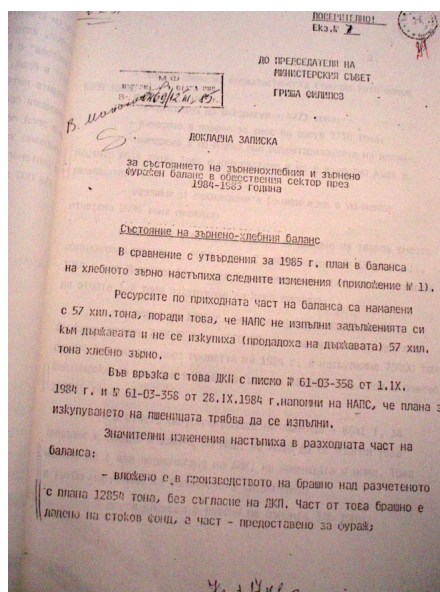 ПОВЕРИТЕЛНО!
Екз.№ 7
ДО ПРЕДСЕДАТЕЛЯ НА
МИНИСТЕРСКИЯ СЪВЕТ
ГРИША ФИЛИПОВ
МФ
ДОКЛАДНА ЗАПИСКА
за състоянието на зърненохлебния и зърнено
фуражен баланс в обществения сектор през
1984-1985 година
Състояние на зърнено-хлебния баланс
В сравнение с утвърдения за 1985 г. план в баланса
на хлебното зърно настъпиха следните изменения (приложение № 1).
Ресурсите по приходната част на баланса са намалени
с 57 хил.тона, поради това, че НАПС не изпълни задълженията си
към държавата и не се изкупиха (продадоха на държавата) 57 хил.
тона хлебно зърно.
Във връзка с това ДКП с писмо № 61-03-358 от 1.IX.
1984 г. и № 61-03-358 от 28.IX.1984 г.напомни на НАПС, че плана за
изкупуването на пшеницата трябва да се изпълни.
Значителни изменения настъпиха в разходната част на
баланса:
- вложено е в производството на брашно над разчетеното
с плана 12854 тона, без съгласие на ДКП. Част от това брашно е
дадено на стоков фонд, а част - предоставено за фураж;